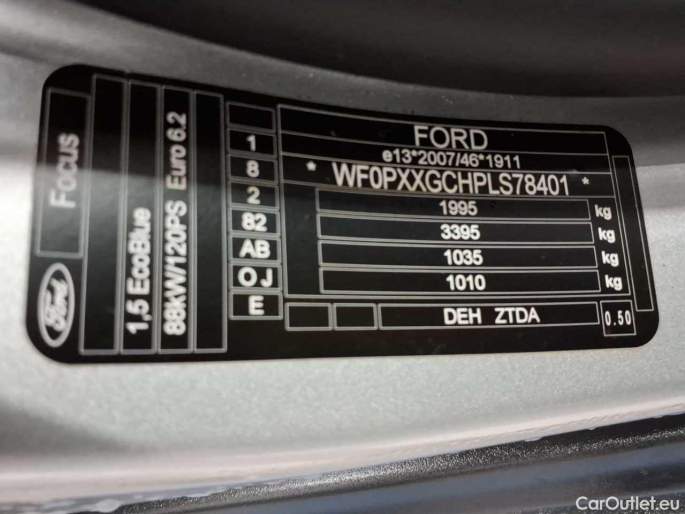 Focus
1,5 EcoBlue
88kW/120PS Euro 6.2
Ford
1
8
2
82
AB
OJ
E
FORD
e13*2007/46*1911
* WF0PXXGCHPLS78401 *
1995 kg
3395 kg
1035 kg
1010 kg
DEH ZTDA
0.50
CarOutlet.eu